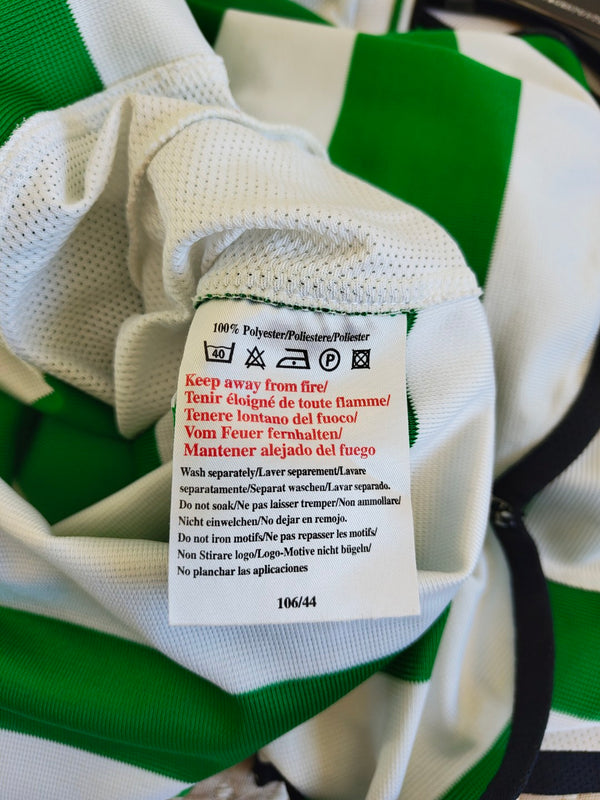 100% Polyester/Poliestere/Poliester
40 P
Keep away from fire/
Tenir éloigné de toute flamme/
Tenere lontano del fuoco/
Vom Feuer fernhalten/
Mantener alejado del fuego
Wash separately/Laver separement/Lavare
separatamente/Separat waschen/Lavar separado.
Do not soak/Ne pas laisser tremper/Non ammollare/
Nicht einwelchen/No dejar en remojo.
Do not iron motifs/Ne pas repasser les motifs/
Non Stirare logo/Logo-Motive nicht bügeln/
No planchar las aplicaciones
106/44